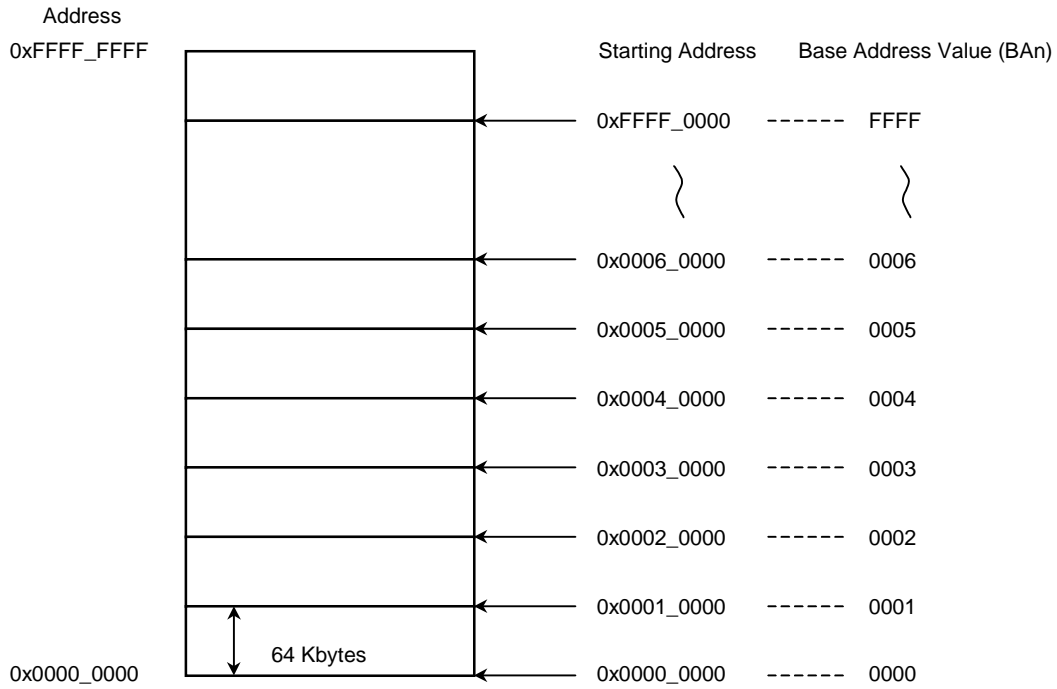 Address
0xFFFF_FFFF Starting Address Base Address Value (BAn)
0xFFFF_0000 ------ FFFF
0x0006_0000 ------ 0006
0x0005_0000 ------ 0005
0x0004_0000 ------ 0004
0x0003_0000 ------ 0003
0x0002_0000 ------ 0002
0x0001_0000 ------ 0001
64 Kbytes
0x0000_0000 0x0000_0000 ------ 0000